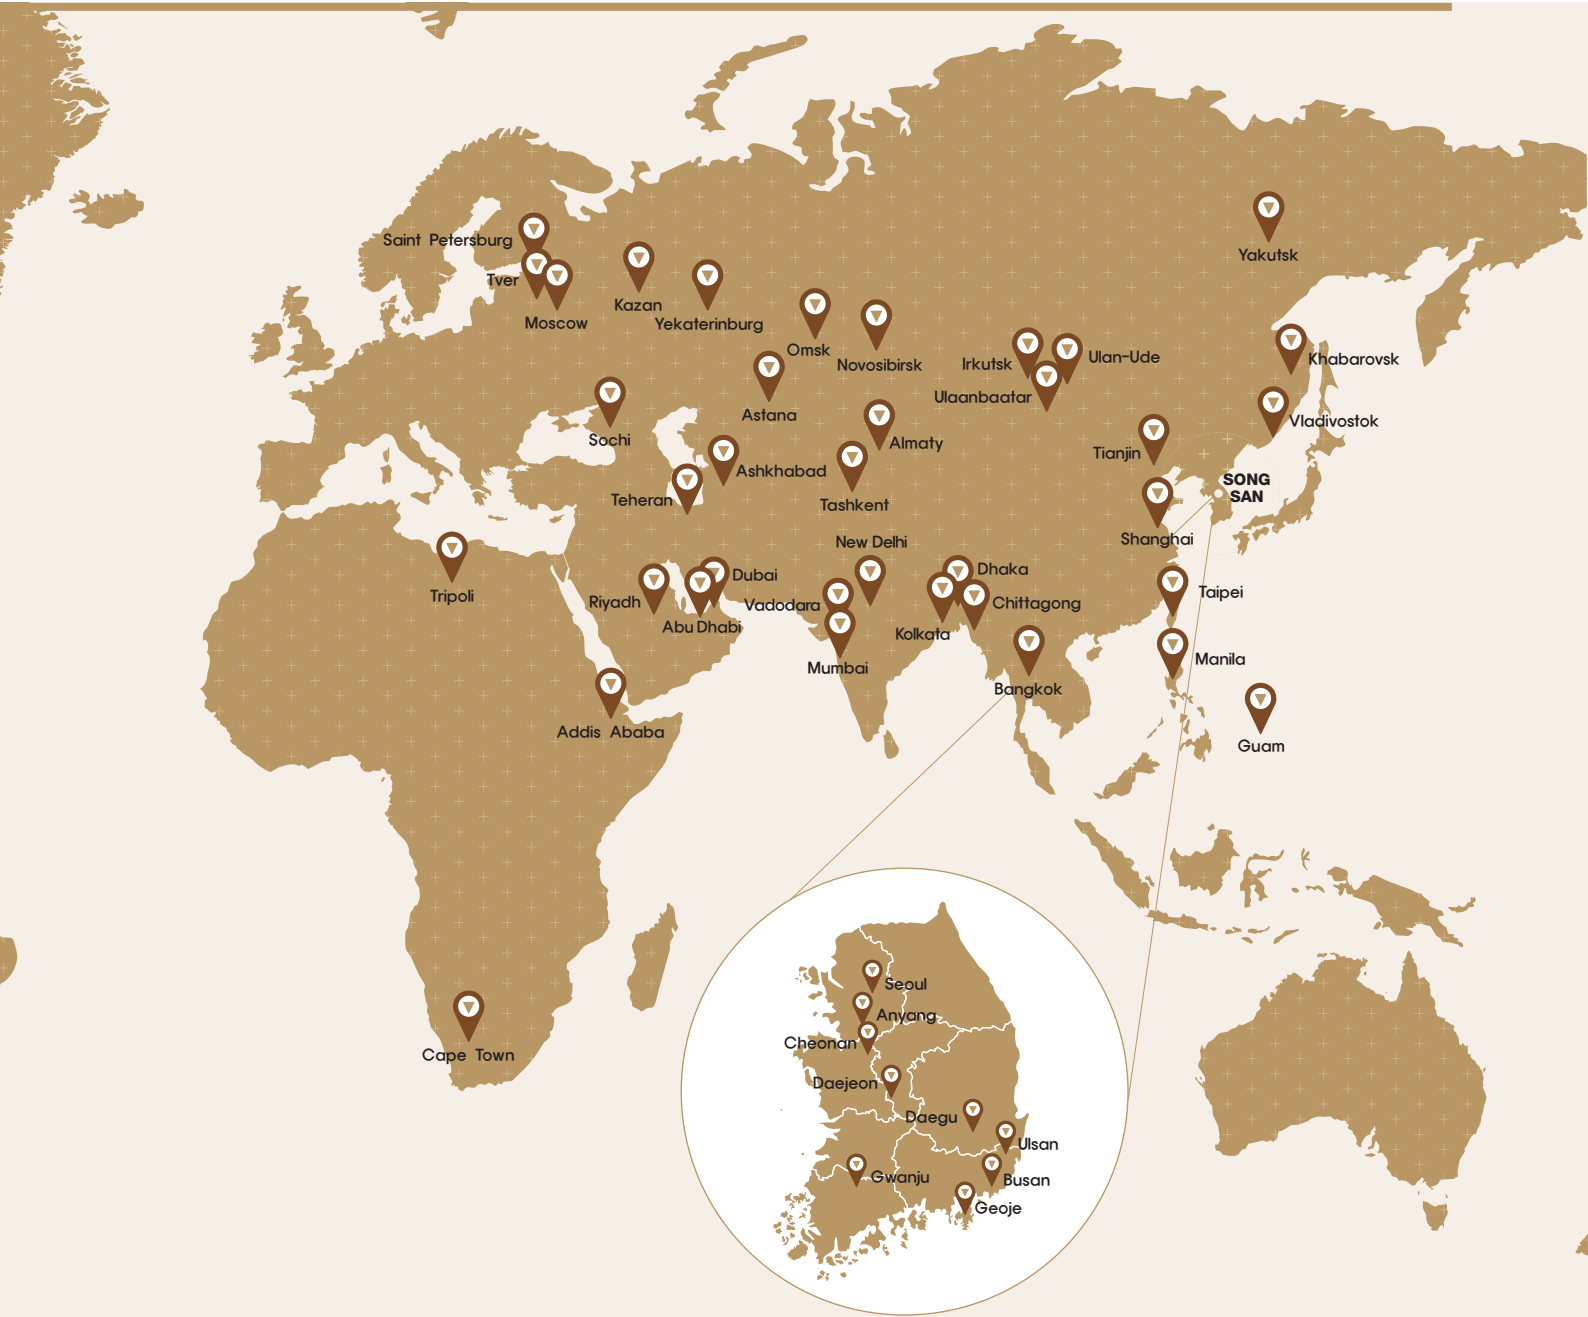 Yakutsk
Saint Petersburg
Tver
Moscow
Kazan
Yekaterinburg
Omsk
Novosibirsk
Irkutsk
Ulan-Ude
Ulaanbaatar
Khabarovsk
Vladivostok
Astana
Sochi
Almaty
Tianjin
Ashkhabad
Teheran
Tashkent
SONG
SAN
Shanghai
New Delhi
Tripoli
Riyadh
Dubai
Abu Dhabi
Vadodara
Mumbai
Dhaka
Chittagong
Kolkata
Taipei
Manila
Bangkok
Guam
Addis Ababa
Cape Town
Seoul
Anyang
Cheonan
Daejeon
Daegu
Ulsan
Gwanju
Busan
Geoje